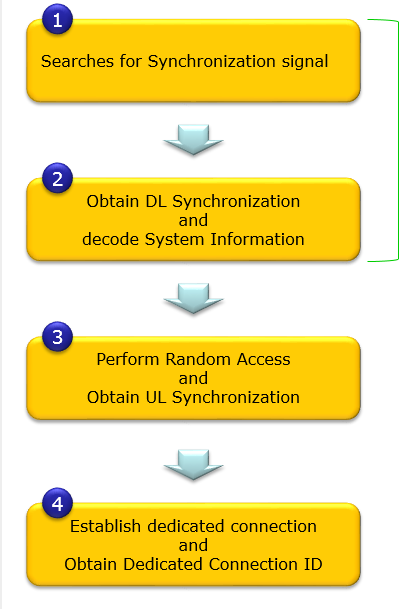 1
Searches for Synchronization signal
2
Obtain DL Synchronization
and
decode System Information
3
Perform Random Access
and
Obtain UL Synchronization
4
Establish dedicated connection
and
Obtain Dedicated Connection ID